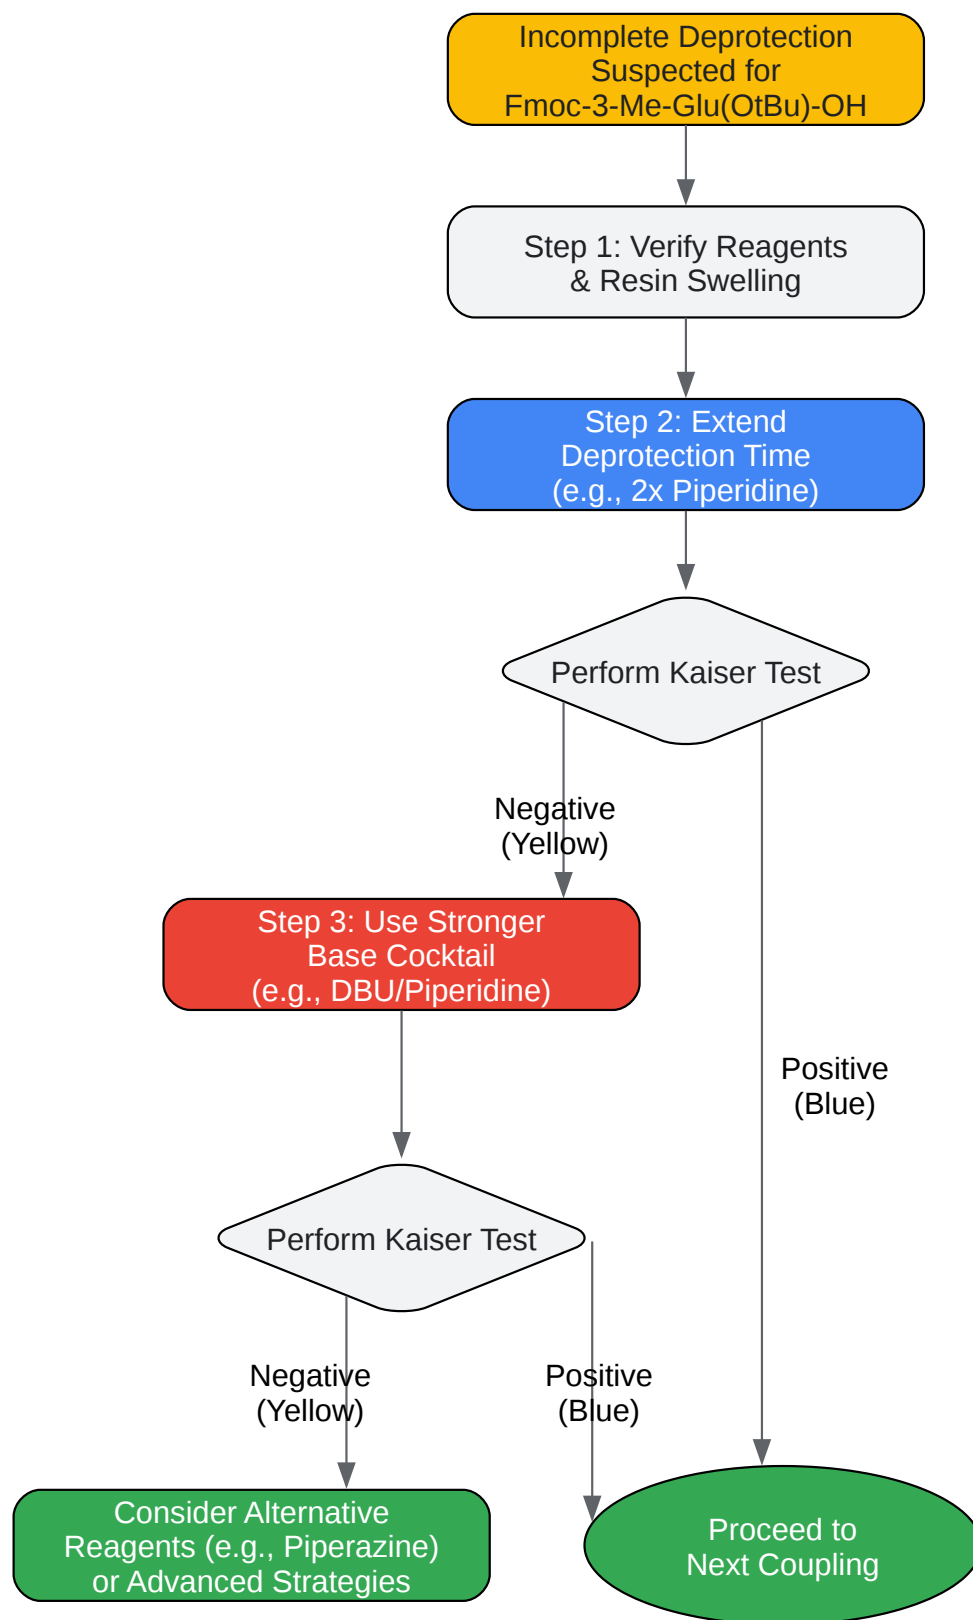 Incomplete Deprotection
Suspected for
Fmoc-3-Me-Glu(OtBu)-OH
Step 1: Verify Reagents
& Resin Swelling
Step 2: Extend
Deprotection Time
(e.g., 2x Piperidine)
Perform Kaiser Test
Negative
(Yellow)
Step 3: Use Stronger
Base Cocktail
(e.g., DBU/Piperidine)
Positive
(Blue)
Perform Kaiser Test
Negative
(Yellow)
Positive
(Blue)
Consider Alternative
Reagents (e.g., Piperazine)
or Advanced Strategies
Proceed to
Next Coupling